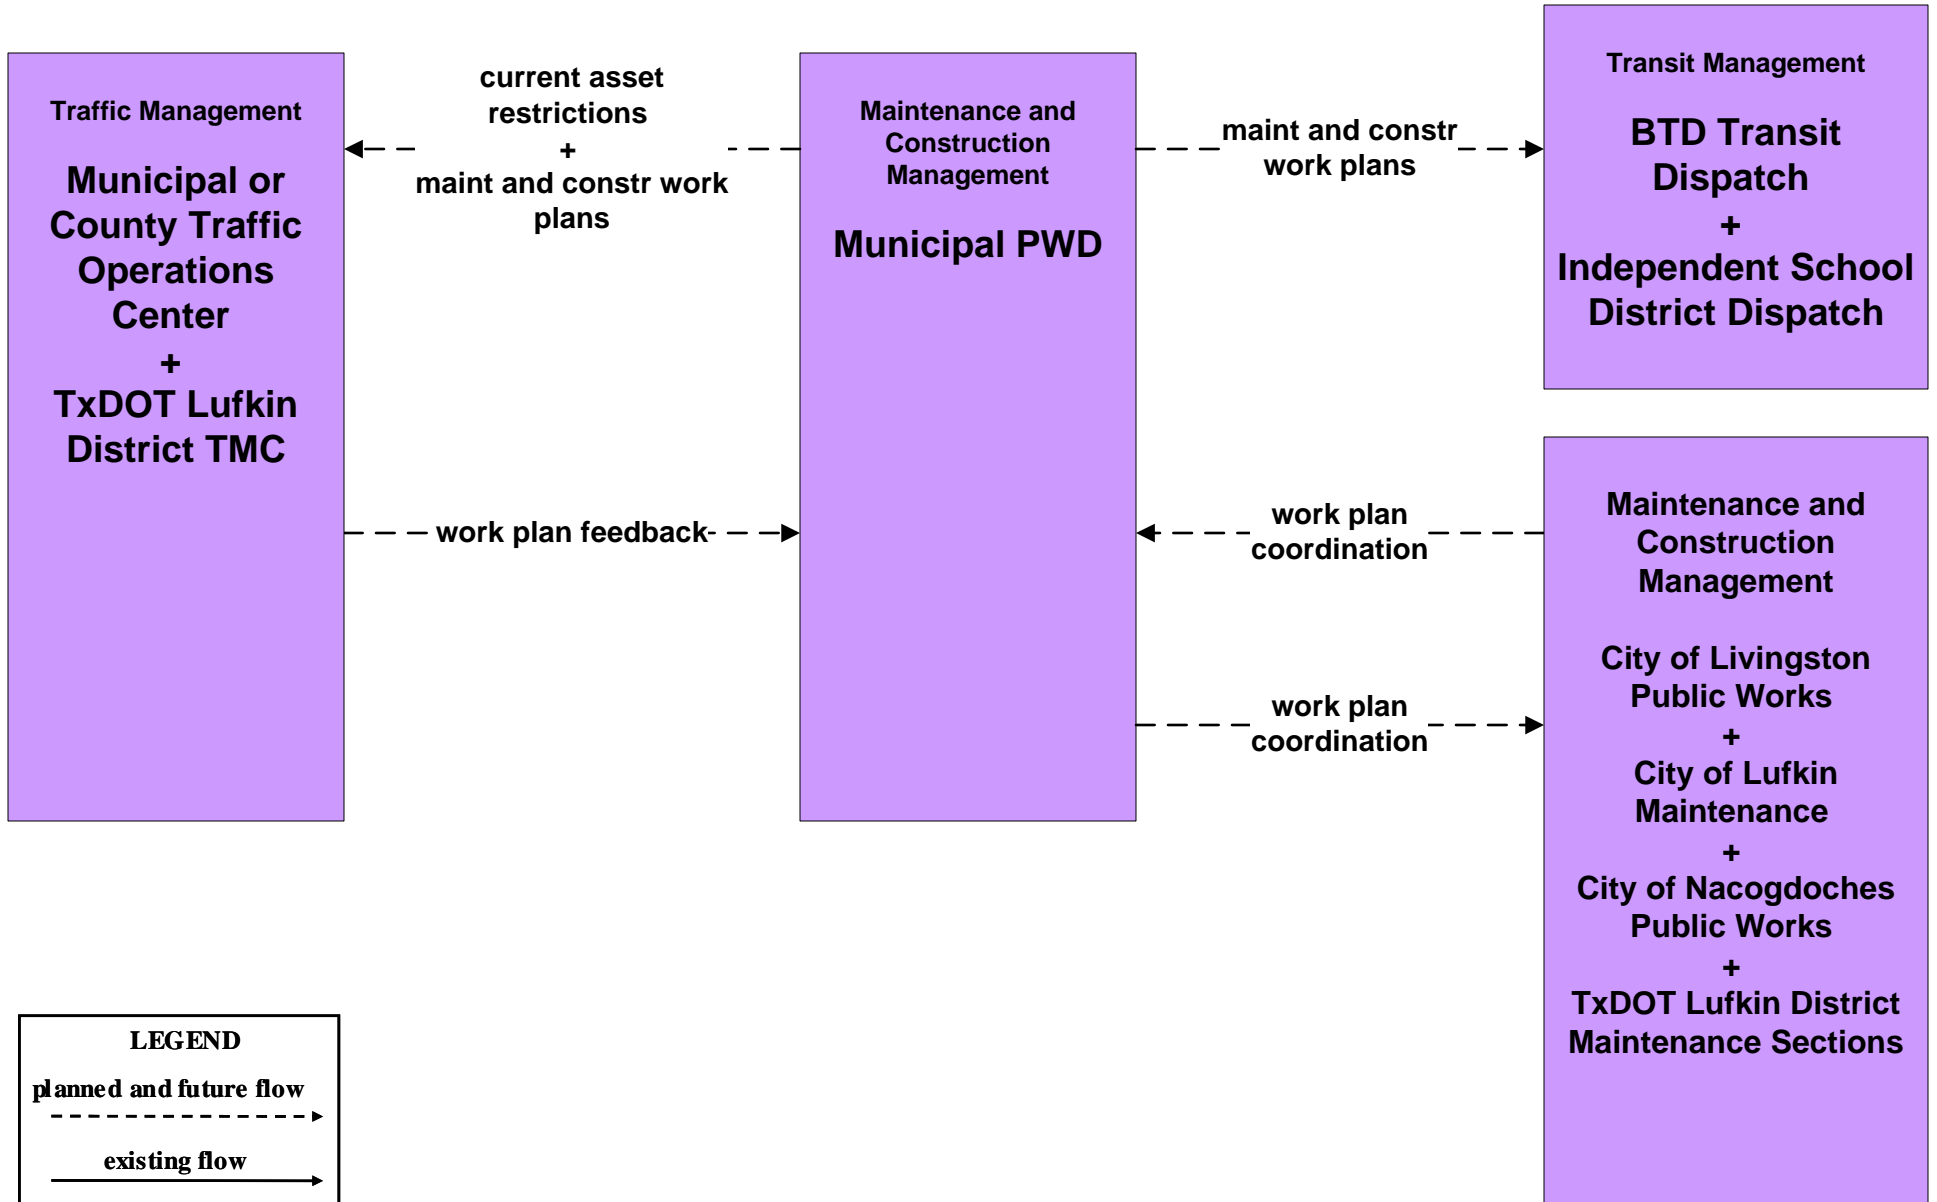 Traffic Management
Municipal or
County Traffic
Operations
Center
+
TxDOT Lufkin
District TMC
current asset
restrictions
+
maint and constr work
plans
work plan feedback
Maintenance and
Construction
Management
Municipal PWD
maint and constr
work plans
work plan
coordination
work plan
coordination
Transit Management
BTD Transit
Dispatch
+
Independent School
District Dispatch
Maintenance and
Construction
Management
City of Livingston
Public Works
+
City of Lufkin
Maintenance
+
City of Nacogdoches
Public Works
+
TxDOT Lufkin District
Maintenance Sections
LEGEND
planned and future flow
existing flow